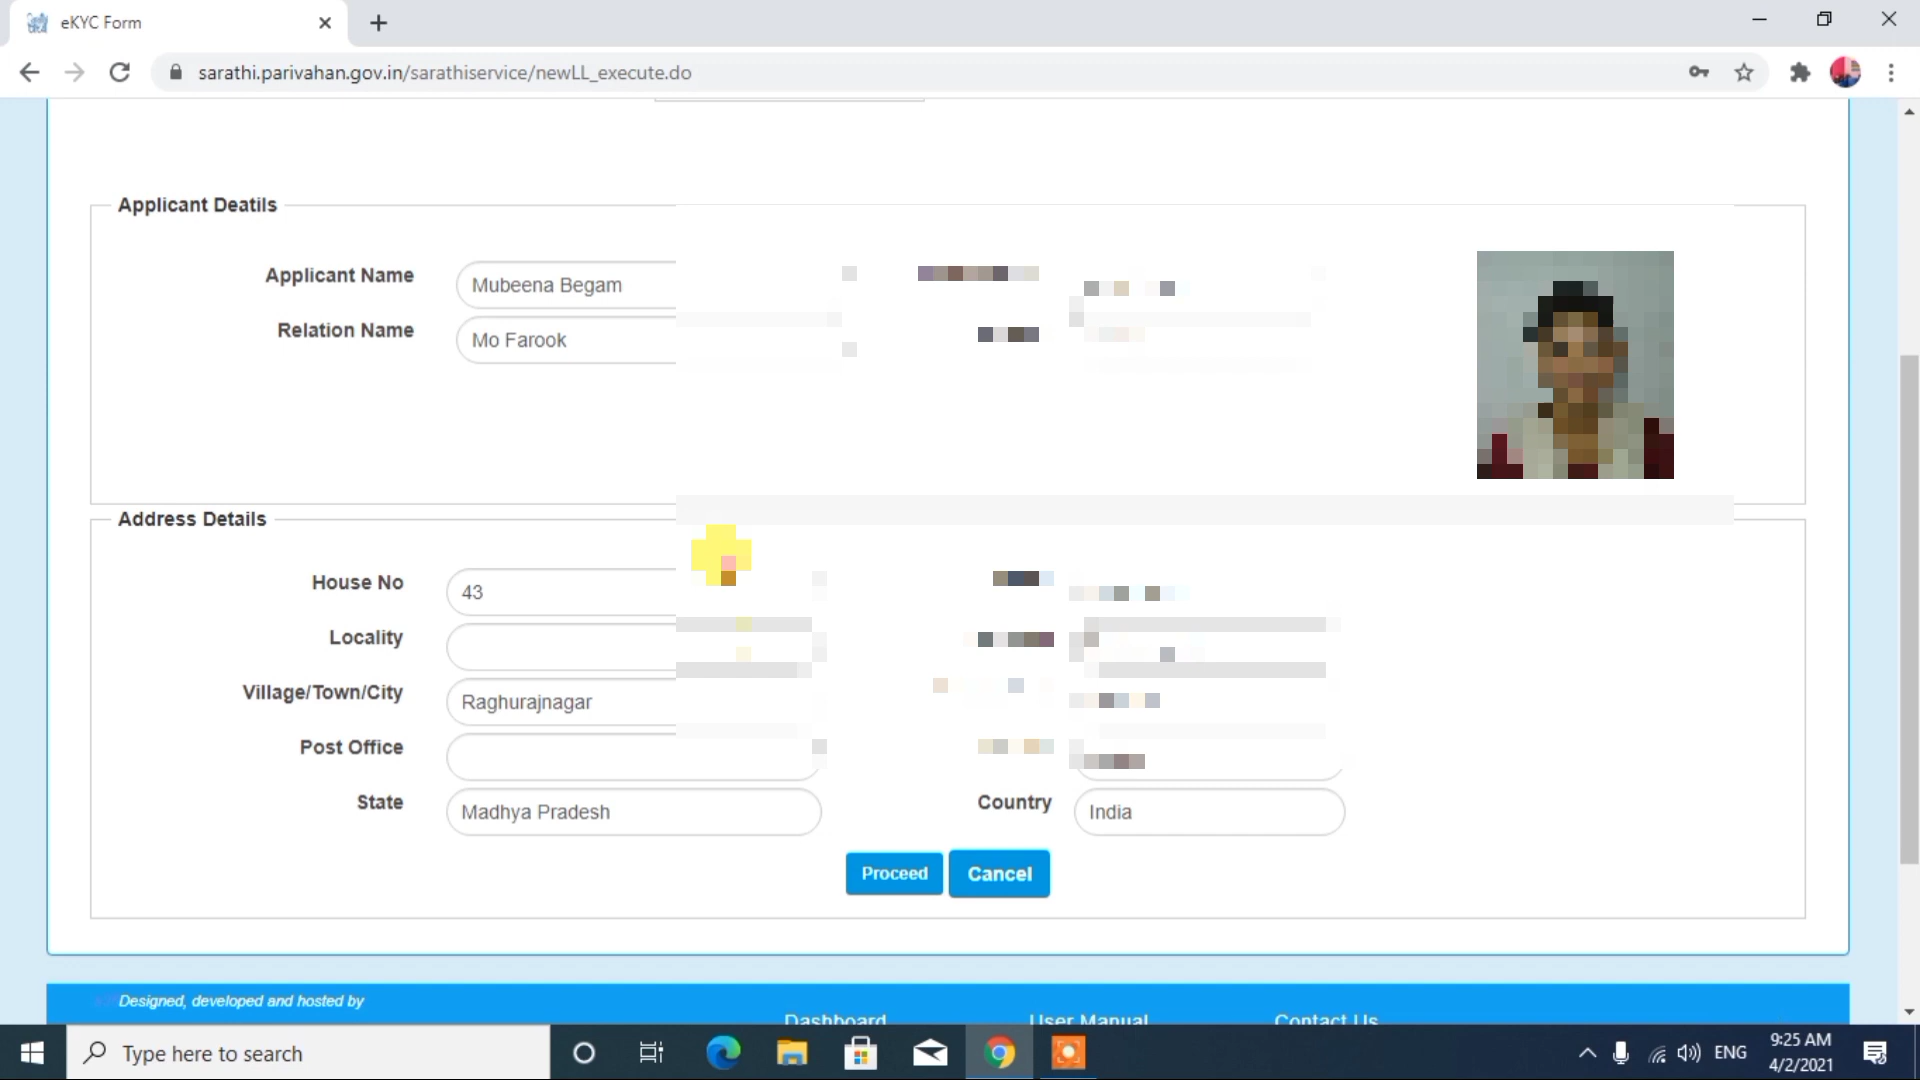 eKYC Form
sarathi.parivahan.gov.in/sarathiservice/newLL_execute.do
Applicant Deatils
Applicant Name Mubeena Begam
Relation Name Mo Farook
Address Details
House No 43
Locality
Village/Town/City Raghurajnagar
Post Office
State Madhya Pradesh Country India
Proceed Cancel
Designed, developed and hosted by
Dashboard User Manual Contact Us
Type here to search
ENG
9:25 AM
4/2/2021